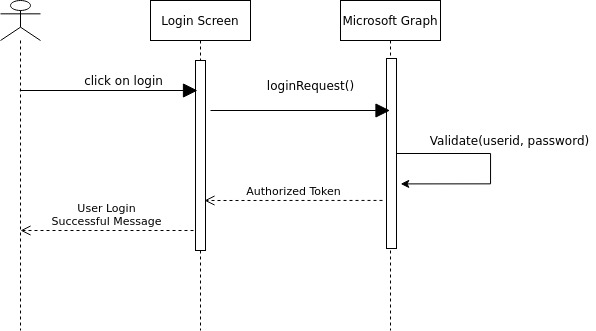 Login Screen
Microsoft Graph
click on login
loginRequest()
Validate(userid, password)
Authorized Token
User Login
Successful Message